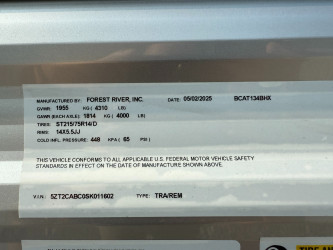 MANUFACTURED BY: FOREST RIVER, INC. DATE: 05/02/2025 BCAT134BHX
GVWR: 1955 KG ( 4310 LB)
GAWR (EACH AXLE) 1814 KG ( 4000 LB)
TIRES: ST215/75R14/D
RIMS: 14X5.5JJ
COLD INFL. PRESSURE: 448 KPA ( 65 PSI )
THIS VEHICLE CONFORMS TO ALL APPLICABLE U.S. FEDERAL MOTOR VEHICLE SAFETY
STANDARDS IN EFFECT ON THE DATE OF MANUFACTURE SHOWN ABOVE.
V.I.N.: 5ZT2CABC0SK011602 TYPE: TRA/REM